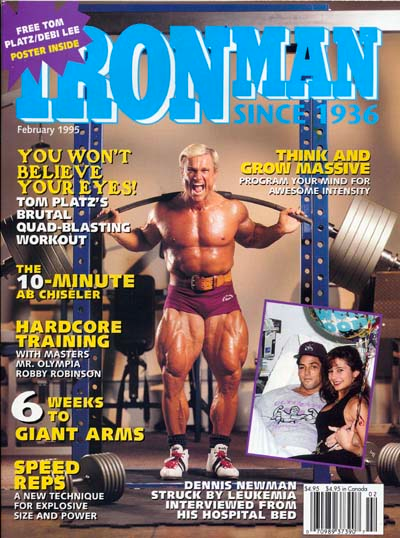 FREE TOM
PLATZ/DEBI LEE
POSTER INSIDE
IRONMAN
SINCE 1936
February 1995
YOU WON'T
BELIEVE
YOUR EYES!
TOM PLATZ'S
BRUTAL
QUAD-BLASTING
WORKOUT
THINK AND
GROW MASSIVE
PROGRAM YOUR MIND FOR
AWESOME INTENSITY
THE
10-MINUTE
AB CHISELER
HARDCORE
TRAINING
WITH MASTERS
MR. OLYMPIA
ROBBY ROBINSON
6 WEEKS
TO
GIANT ARMS
SPEED
REPS
A NEW TECHNIQUE
FOR EXPLOSIVE
SIZE AND POWER
DENNIS NEWMAN
STRUCK BY LEUKEMIA
INTERVIEWED FROM
HIS HOSPITAL BED
$4.95 $4.95 in Canada
02